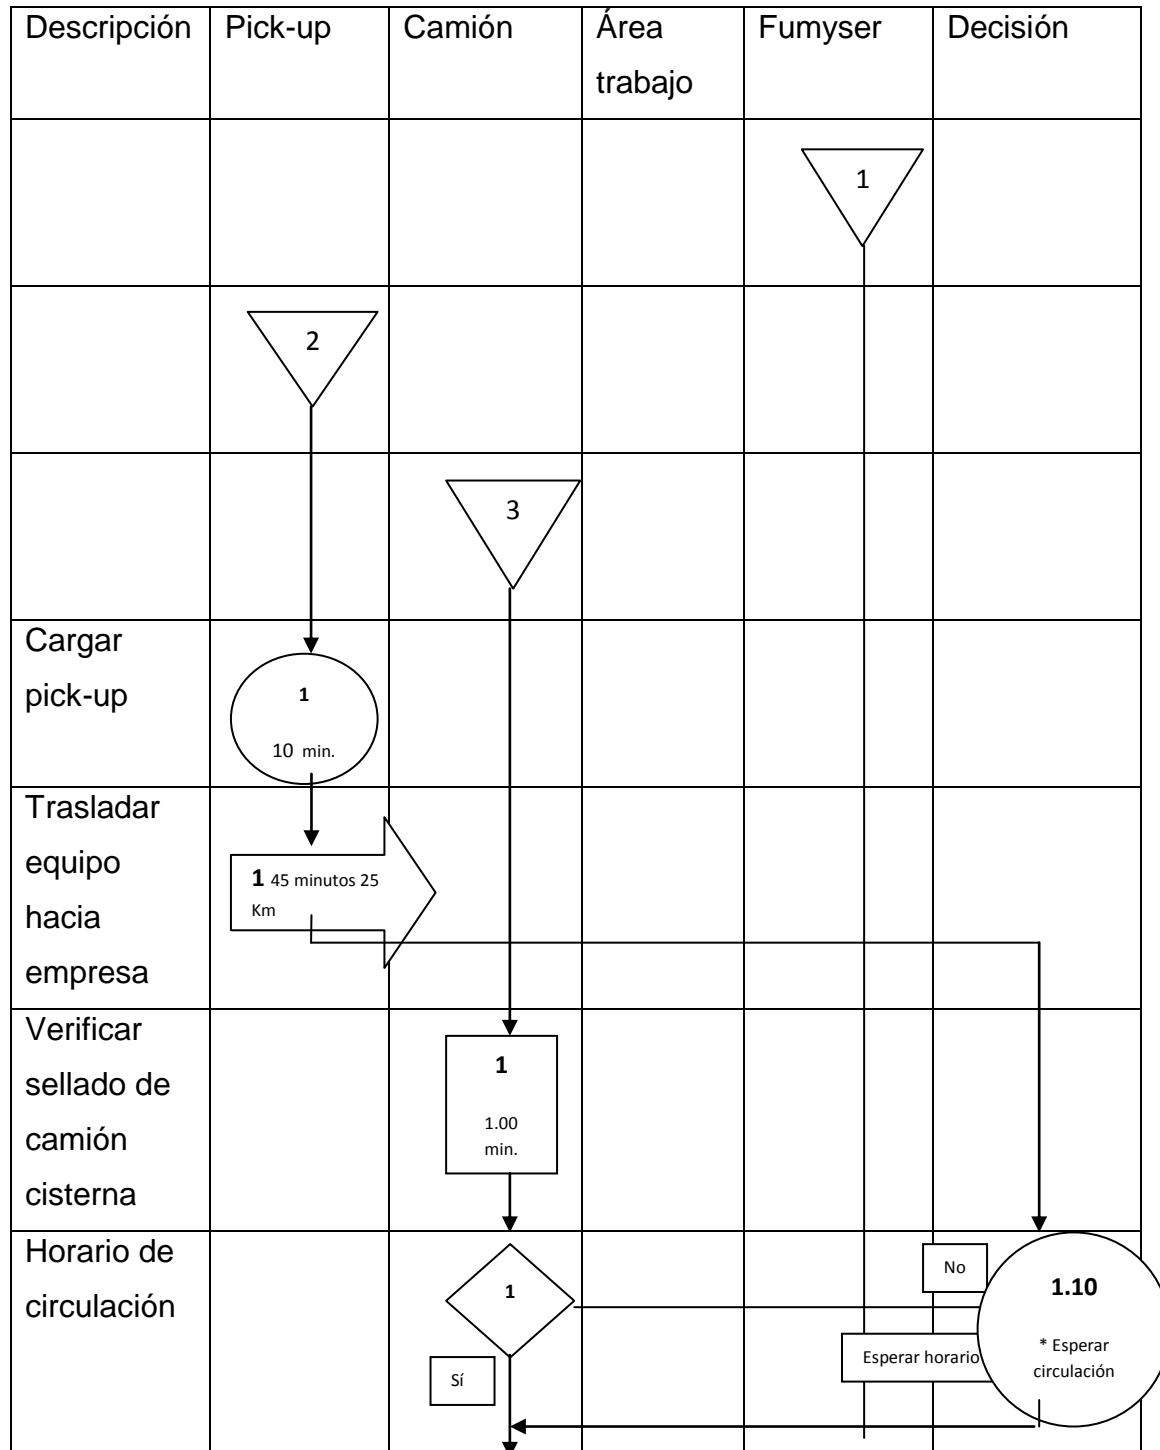 Descripción
Pick-up
Camión
Área
trabajo
Fumyser
Decisión
1
2
3
Cargar
pick-up
1
10 min.
Trasladar
equipo
hacia
empresa
1 45 minutos 25
Km
Verificar
sellado de
camión
cisterna
1
1.00
min.
Horario de
circulación
1
Sí
No
Esperar horario
1.10
* Esperar
circulación